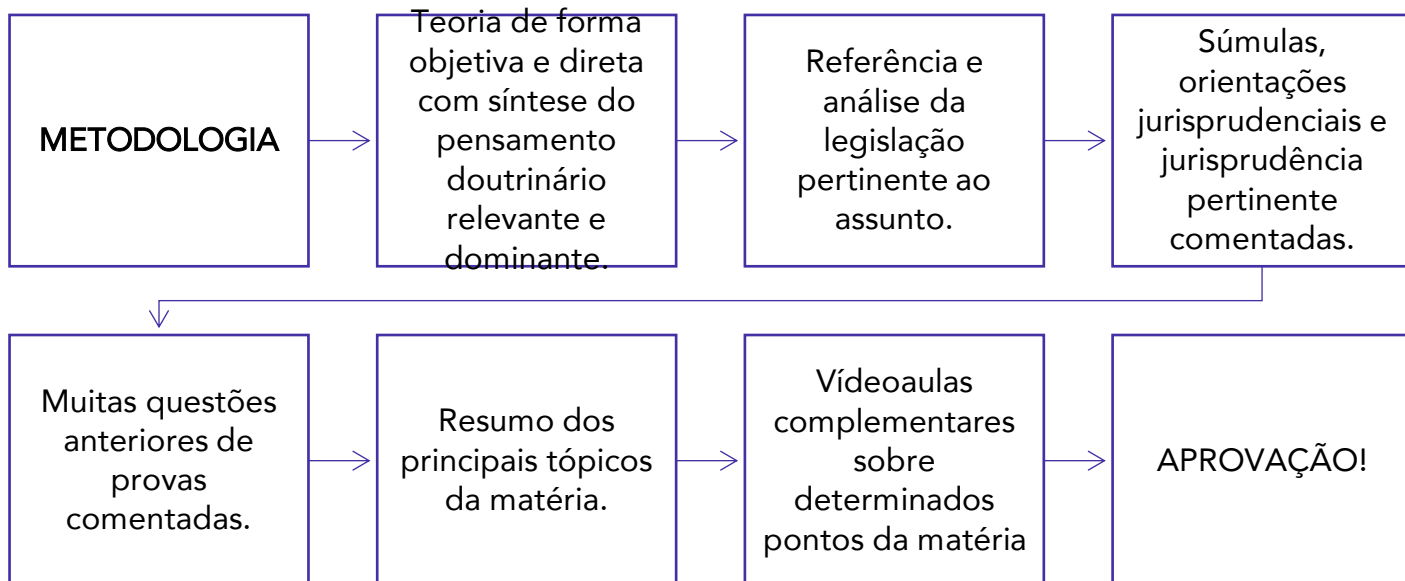 METODOLOGIA
Teoria de forma
objetiva e direta
com síntese do
pensamento
doutrinário
relevante e
dominante.
Referência e
análise da
legislação
pertinente ao
assunto.
Súmulas,
orientações
jurisprudenciais e
jurisprudência
pertinente
comentadas.
Muitas questões
anteriores de
provas
comentadas.
Resumo dos
principais tópicos
da matéria.
Vídeoaulas
complementares
sobre
determinados
pontos da matéria
APROVAÇÃO!